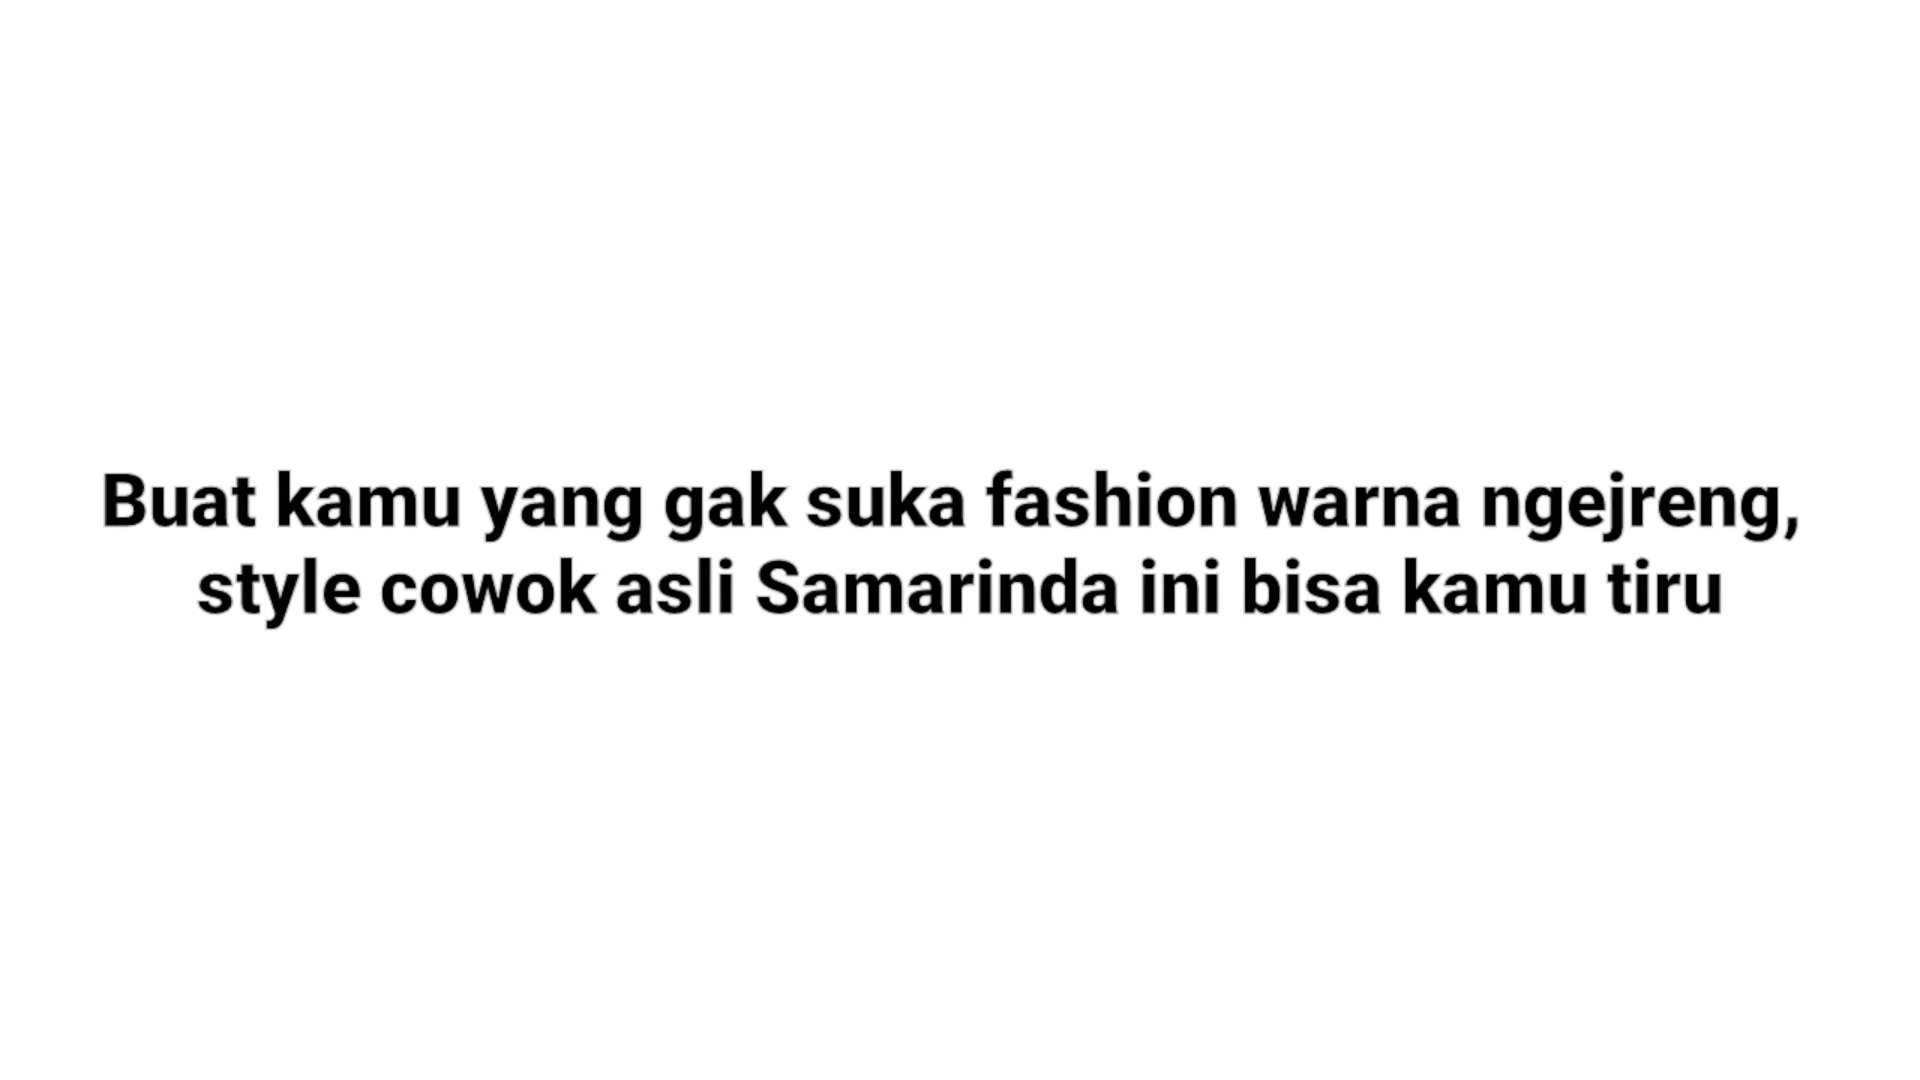 Buat kamu yang gak suka fashion warna ngejreng,
style cowok asli Samarinda ini bisa kamu tiru